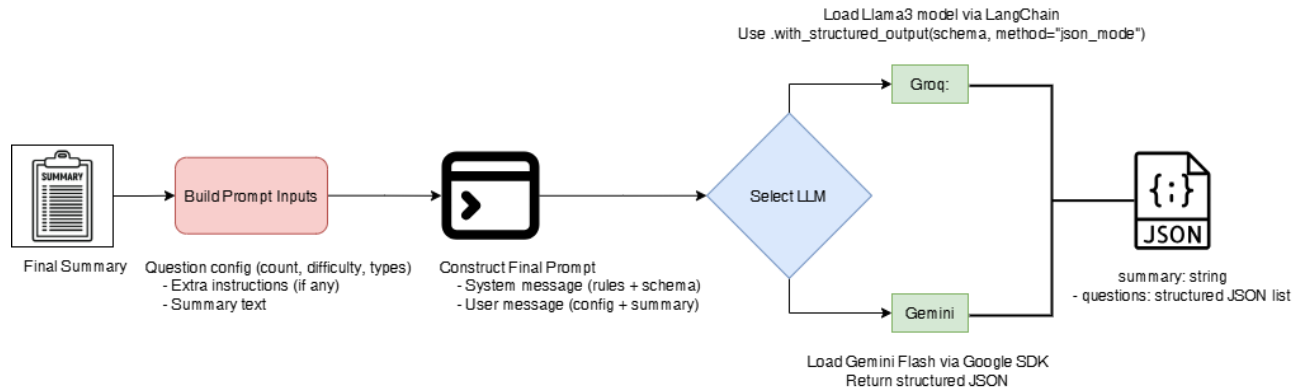 Load Llama3 model via LangChain
Use .with_structured_output(schema, method="json_mode")
Groq:
SUMMARY
Build Prompt Inputs
Select LLM
{;}
JSON
Final Summary
Question config (count, difficulty, types)
- Extra instructions (if any)
- Summary text
Construct Final Prompt
- System message (rules + schema)
- User message (config + summary)
summary: string
- questions: structured JSON list
Gemini
Load Gemini Flash via Google SDK
Return structured JSON